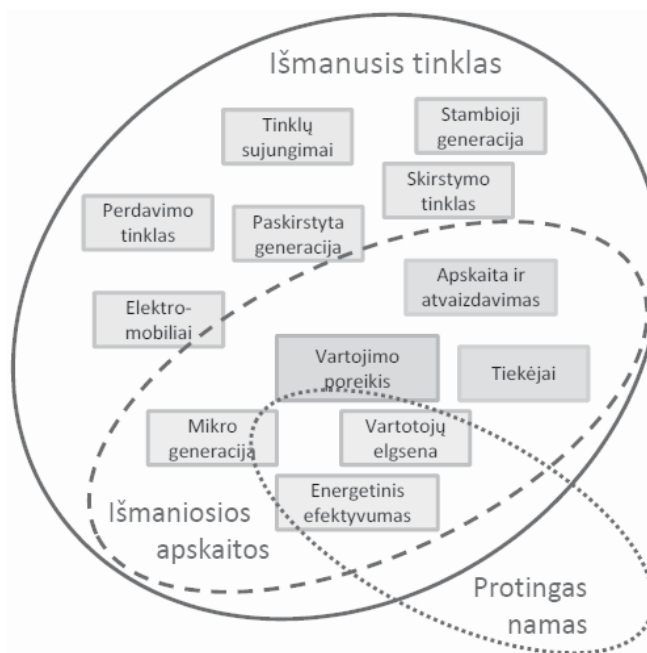 Išmanusis tinklas
Tinklų
sujungimai
Stambioji
generacija
Skirstymo
tinklas
Perdavimo
tinklas
Paskirstyta
generacija
Apskaita ir
atvaizdavimas
Elektro-
mobiliai
Vartojimo
poreikis
Tiekėjai
Mikro
generacija
Vartotojų
elgsena
Energetinis
efektyvumas
Išmaniosios
apskaitos
Protingas
namas